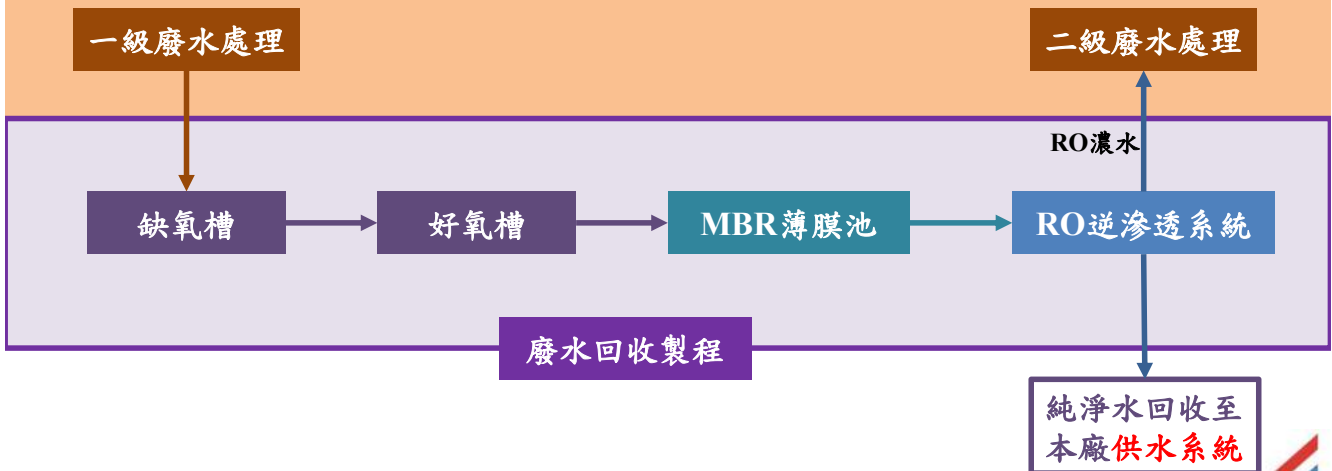 一級廢水處理
二級廢水處理
RO濃水
缺氧槽
好氧槽
MBR薄膜池
RO逆滲透系統
廢水回收製程
純淨水回收至
本廠供水系統